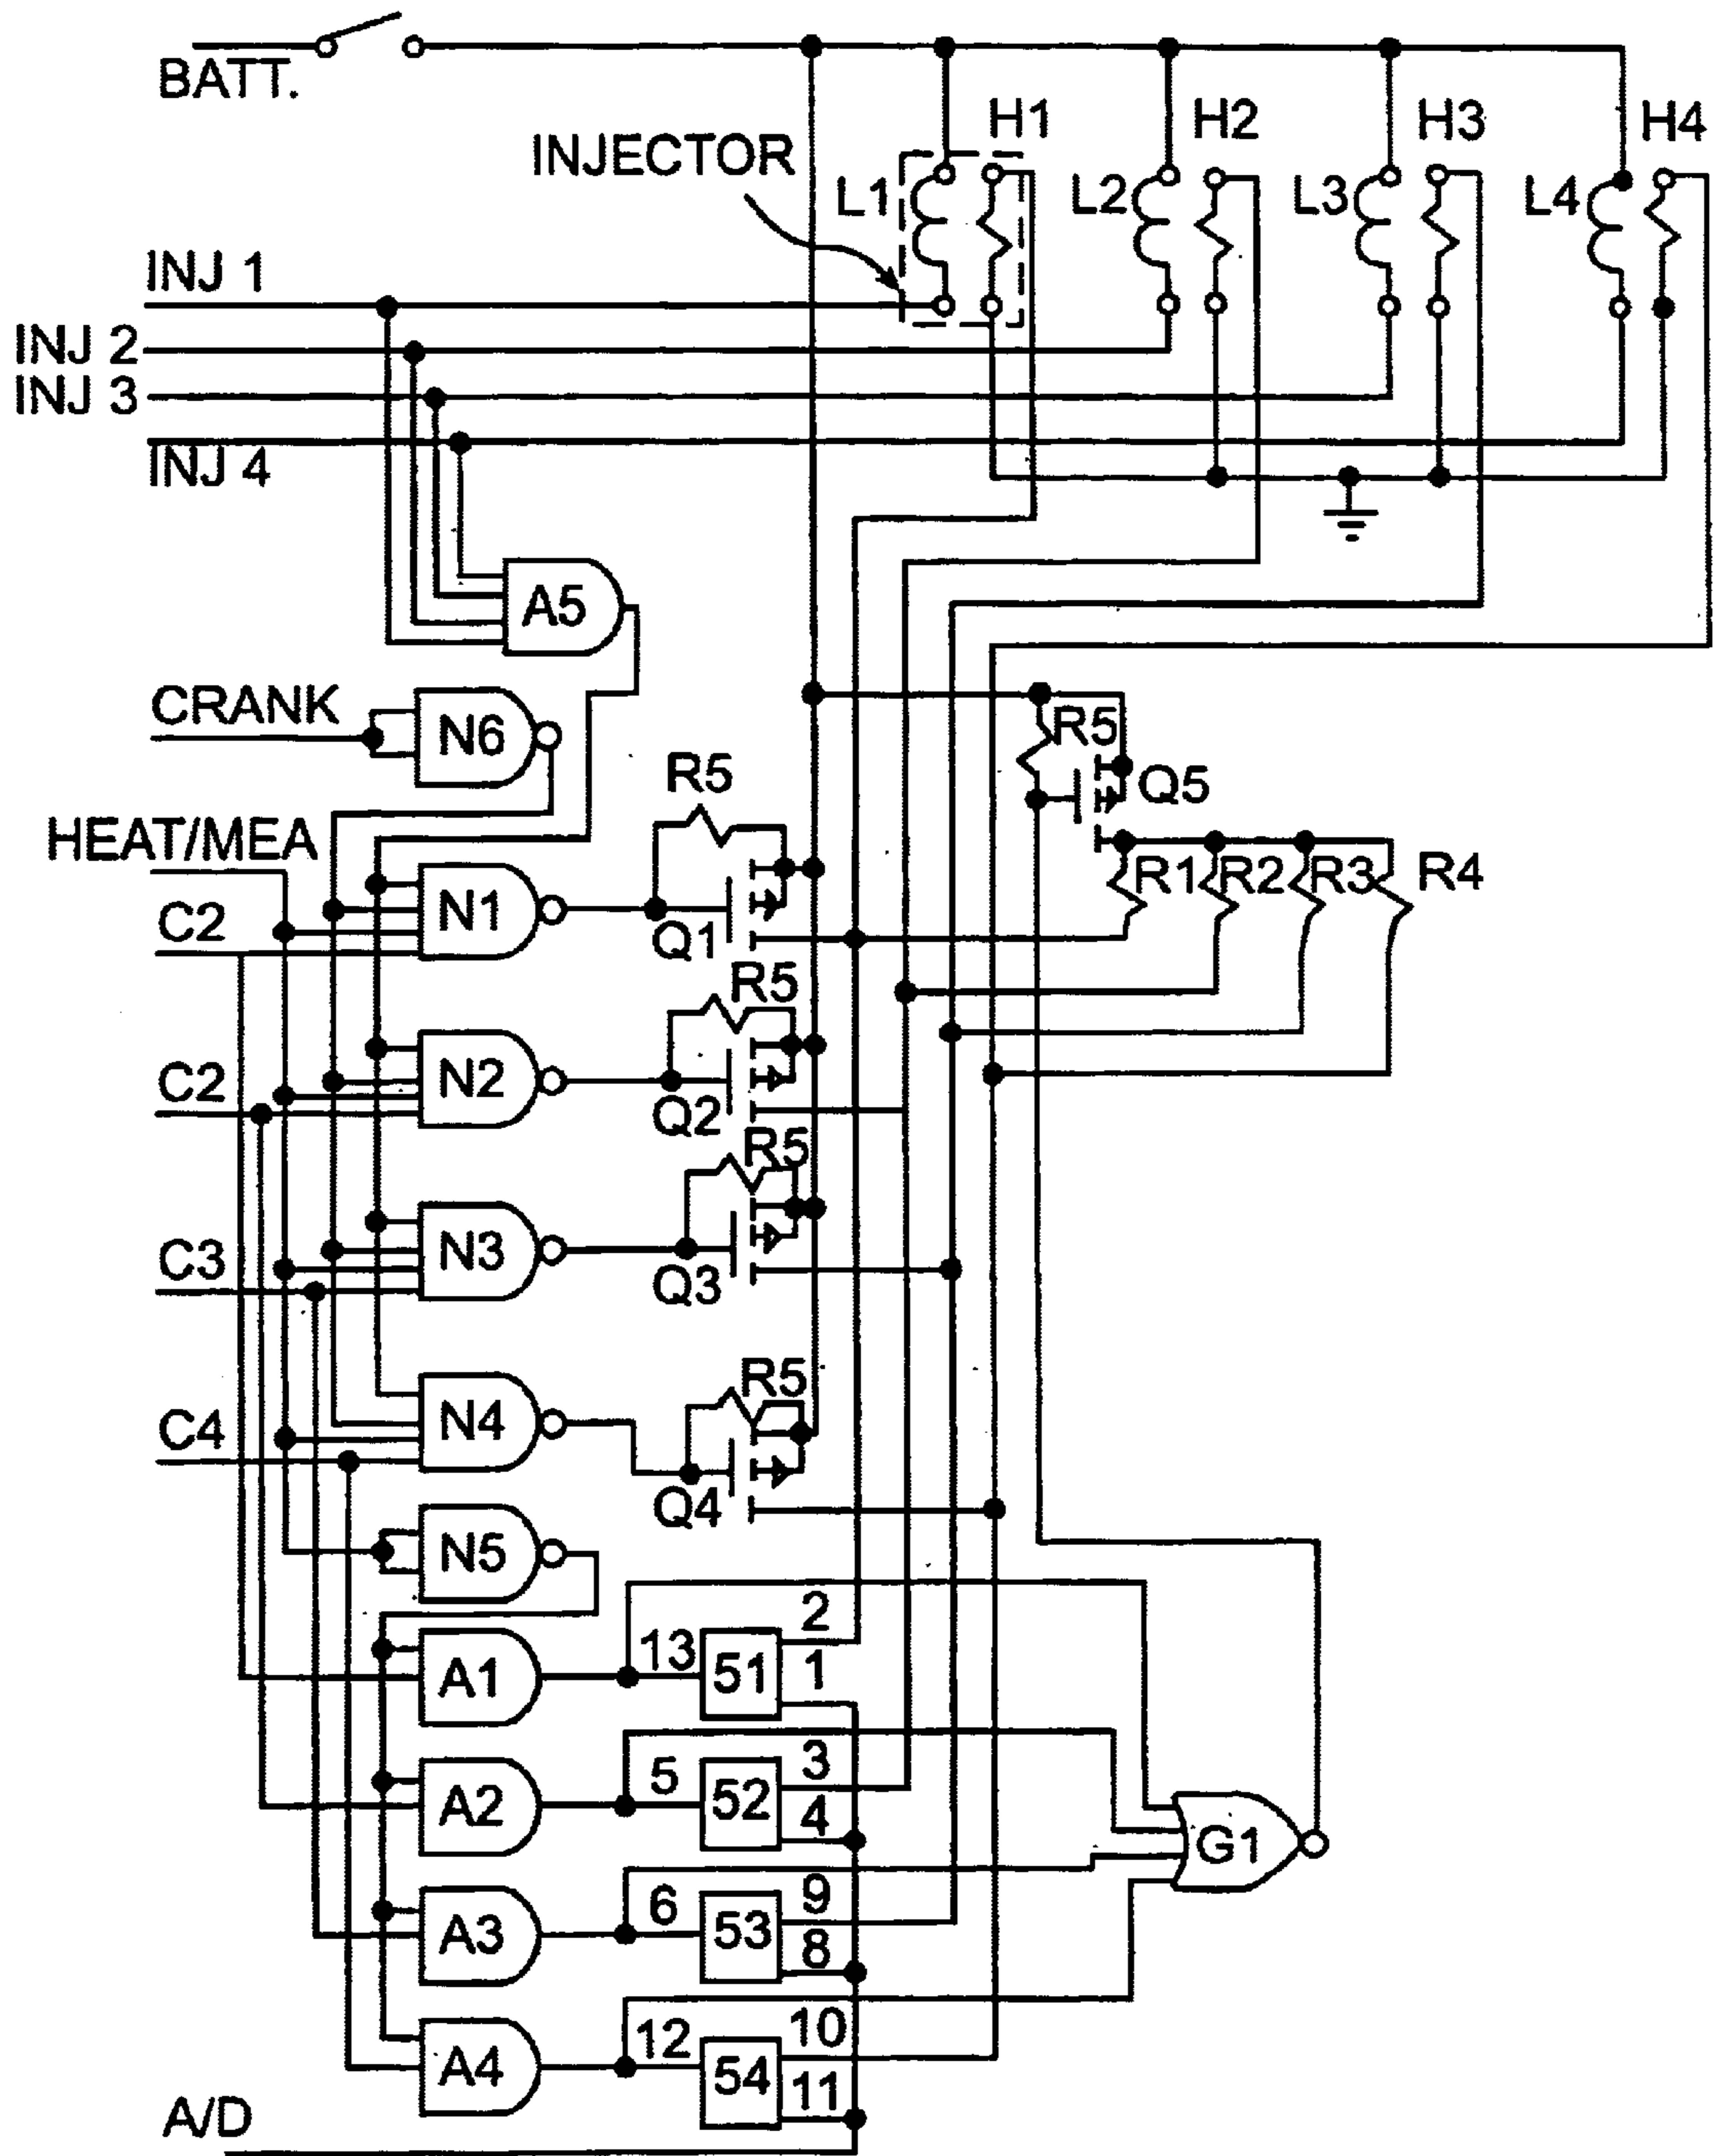 BATT.
H1
H2
H3
H4
INJECTOR
L1
L2
L3
L4
INJ 1
INJ 2
INJ 3
INJ 4
A5
CRANK
N6
R5
Q5
R5
HEAT/MEA
N1
R1
R2
R3
R4
C2
Q1
R5
N2
C2
Q2
R5
N3
C3
Q3
R5
N4
C4
Q4
N5
2
13
51
1
A1
3
5
52
4
A2
G1
9
6
53
8
A3
10
12
54
11
A4
A/D